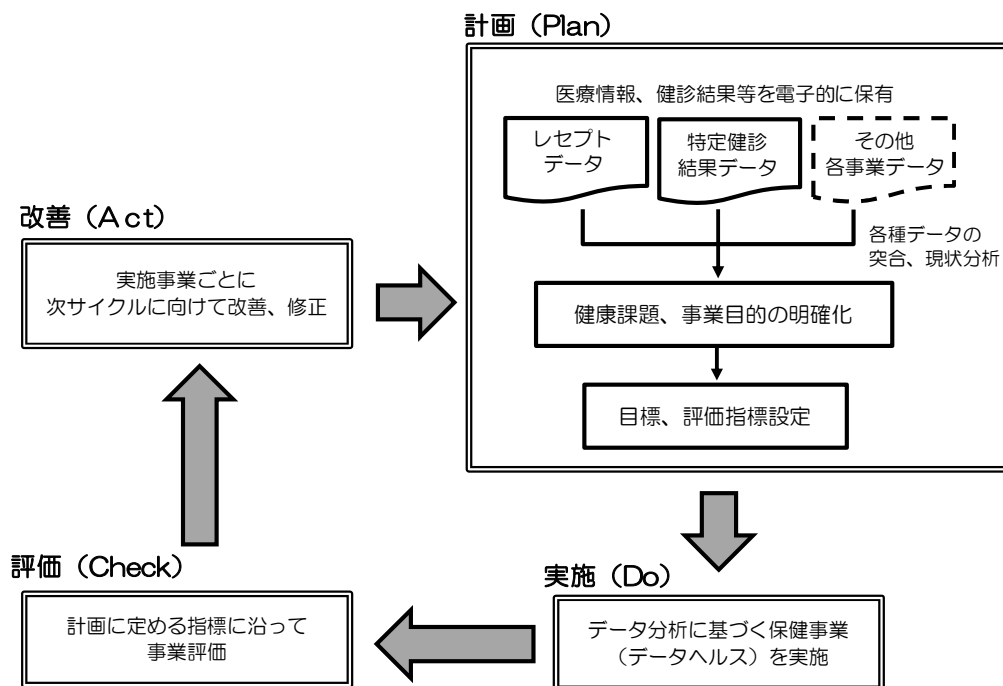 計画（Plan）
医療情報、健診結果等を電子的に保有
レセプト
データ
特定健診
結果データ
その他
各事業データ
各種データの
突合、現状分析
健康課題、事業目的の明確化
目標、評価指標設定
改善（Act）
実施事業ごとに
次サイクルに向けて改善、修正
評価（Check）
計画に定める指標に沿って
事業評価
実施（Do）
データ分析に基づく保健事業
（データヘルス）を実施